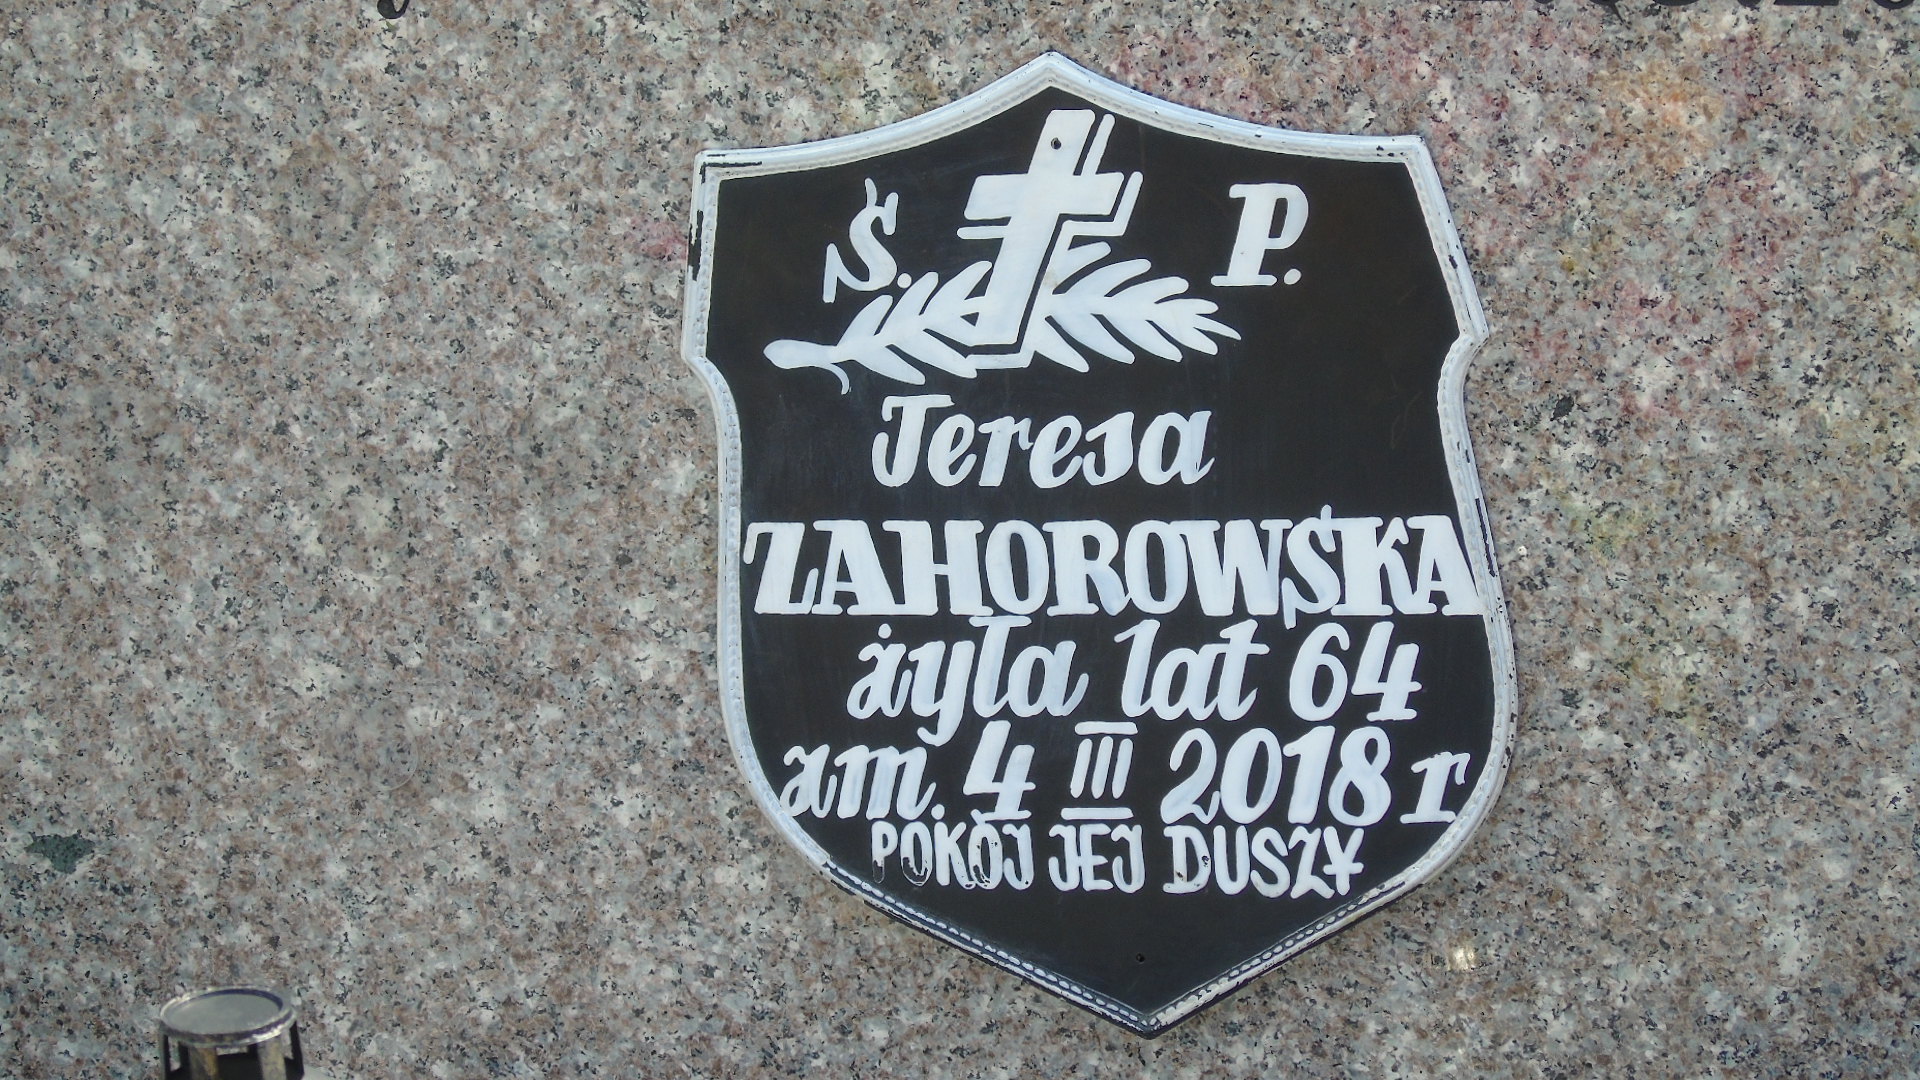 Ś. P.
Teresa
ZAHOROWSKA
żyła lat 64
zm. 4 III 2018 r
POKÓJ JEJ DUSZY